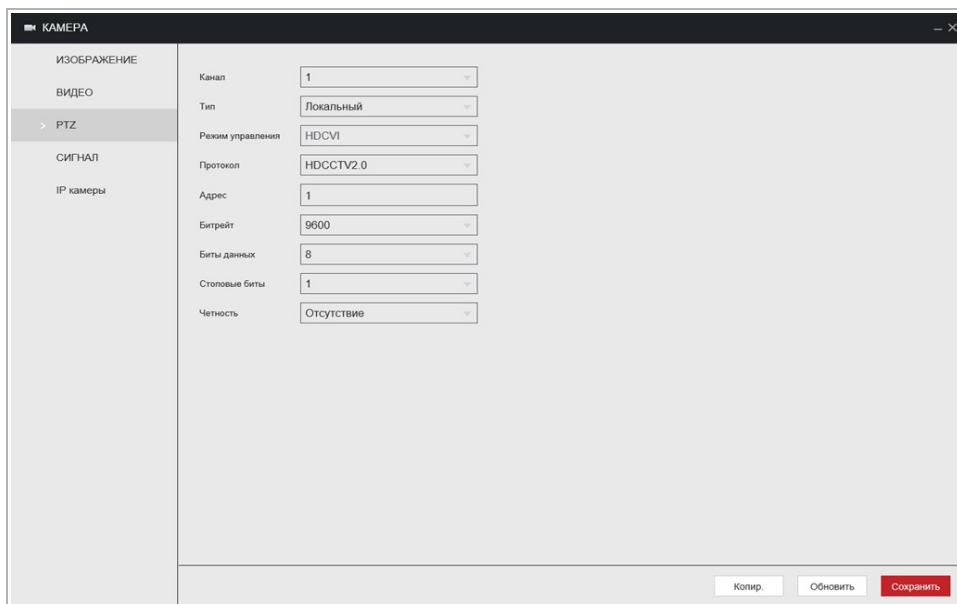 КАМЕРА
ИЗОБРАЖЕНИЕ
ВИДЕО
> PTZ
СИГНАЛ
IP камеры
Канал 1
Тип Локальный
Режим управления HDCVI
Протокол HDCCTV2.0
Адрес 1
Битрейт 9600
Биты данных 8
Стоповые биты 1
Четность Отсутствие
Копир. Обновить Сохранить